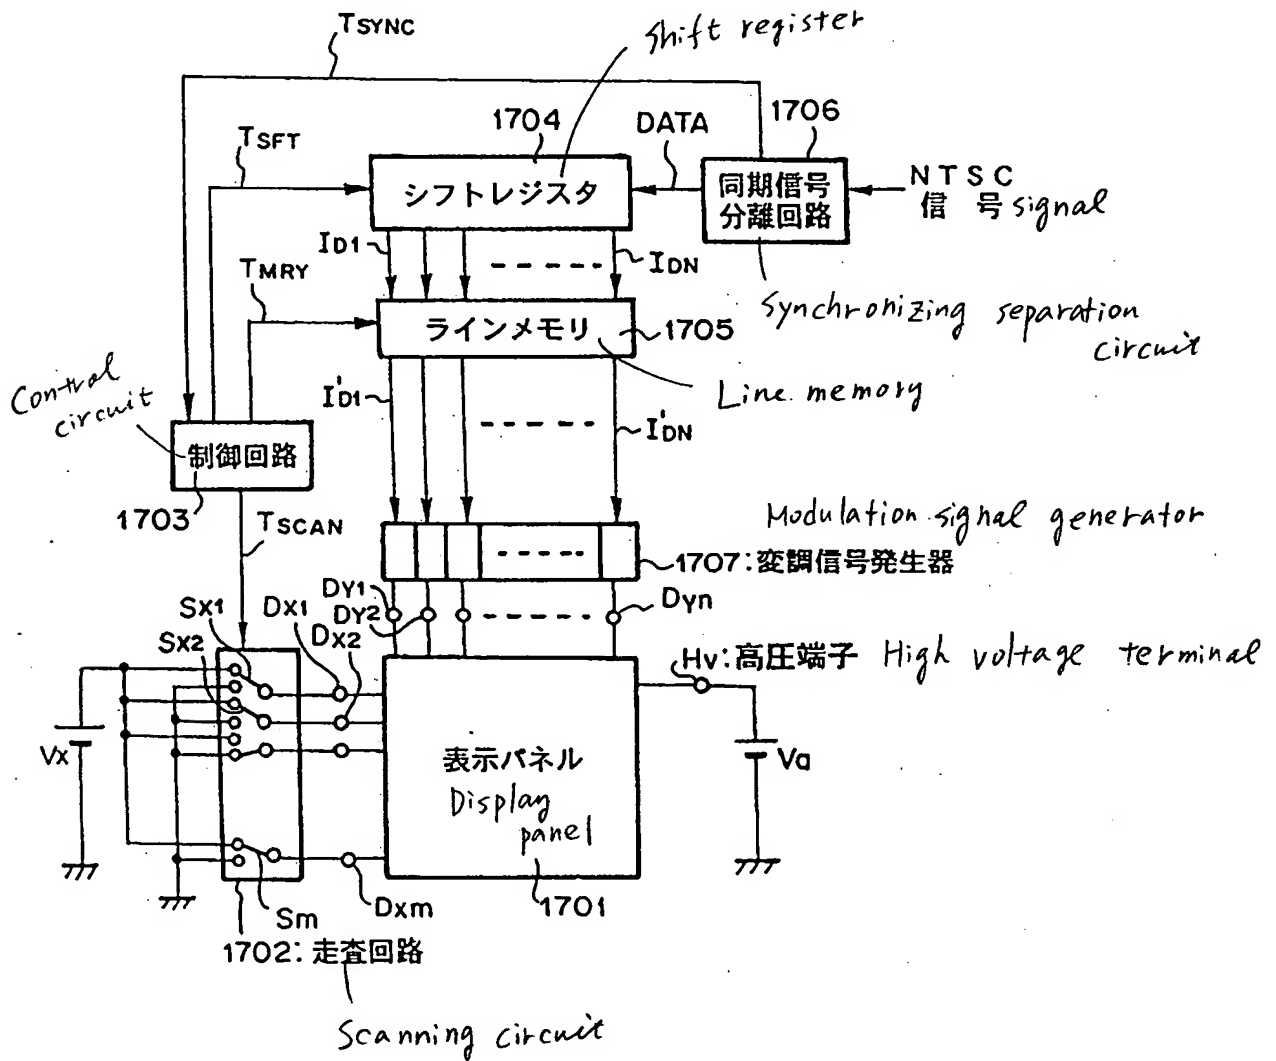 TSYNC
Shift register
1704
DATA
1706
TSFT
シフトレジスタ
同期信号
分離回路
NTSC
信号 signal
ID1
IDN
TMRY
Synchronizing separation
circuit
ラインメモリ
1705
Control
circuit
I'D1
Line memory
I'DN
制御回路
1703
TSCAN
Modulation signal generator
1707:変調信号発生器
DY1
DY2
Dyn
Sx1
Dx1
Sx2
Dx2
Hv:高圧端子 High voltage terminal
Vx
表示パネル
Display
panel
Va
Sm
Dxm
1701
1702:走査回路
Scanning circuit